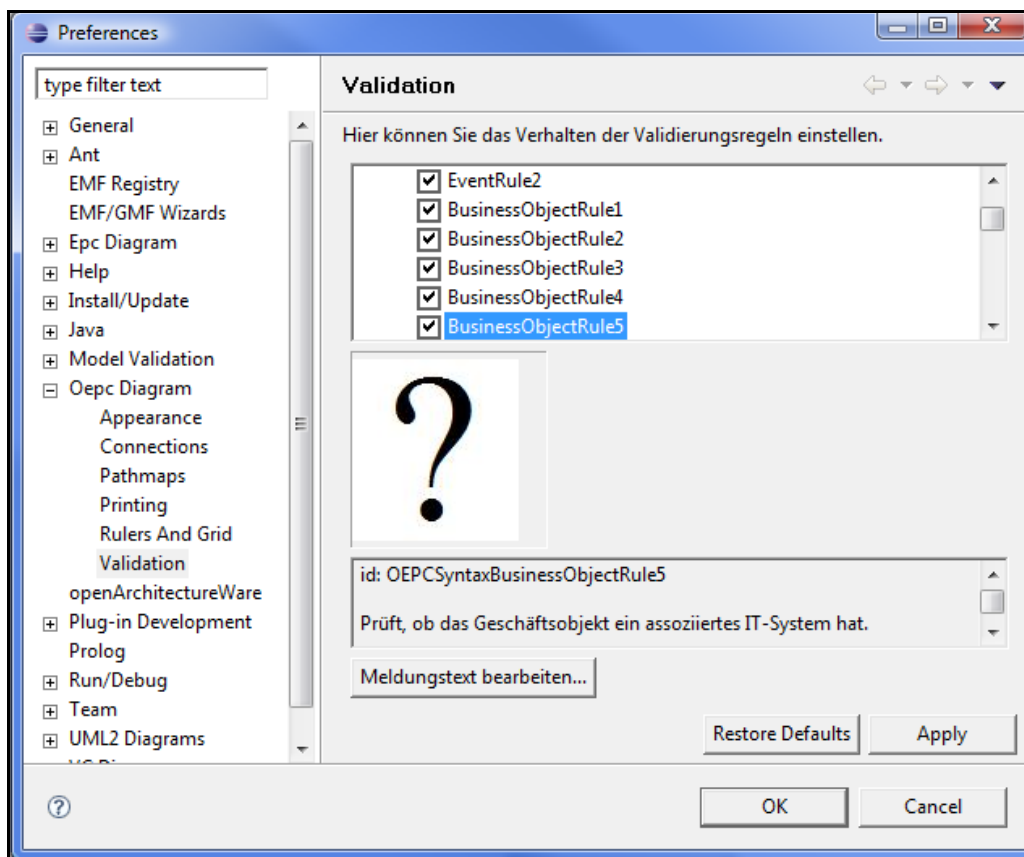 Preferences
type filter text
General
Ant
EMF Registry
EMF/GMF Wizards
Epc Diagram
Help
Install/Update
Java
Model Validation
Oepc Diagram
Appearance
Connections
Pathmaps
Printing
Rulers And Grid
Validation
openArchitectureWare
Plug-in Development
Prolog
Run/Debug
Team
UML2 Diagrams
Validation
Hier können Sie das Verhalten der Validierungsregeln einstellen.
EventRule2
BusinessObjectRule1
BusinessObjectRule2
BusinessObjectRule3
BusinessObjectRule4
BusinessObjectRule5
?
id: OEPCSyntaxBusinessObjectRule5
Prüft, ob das Geschäftsobjekt ein assoziiertes IT-System hat.
Meldungstext bearbeiten...
Restore Defaults
Apply
?
OK
Cancel